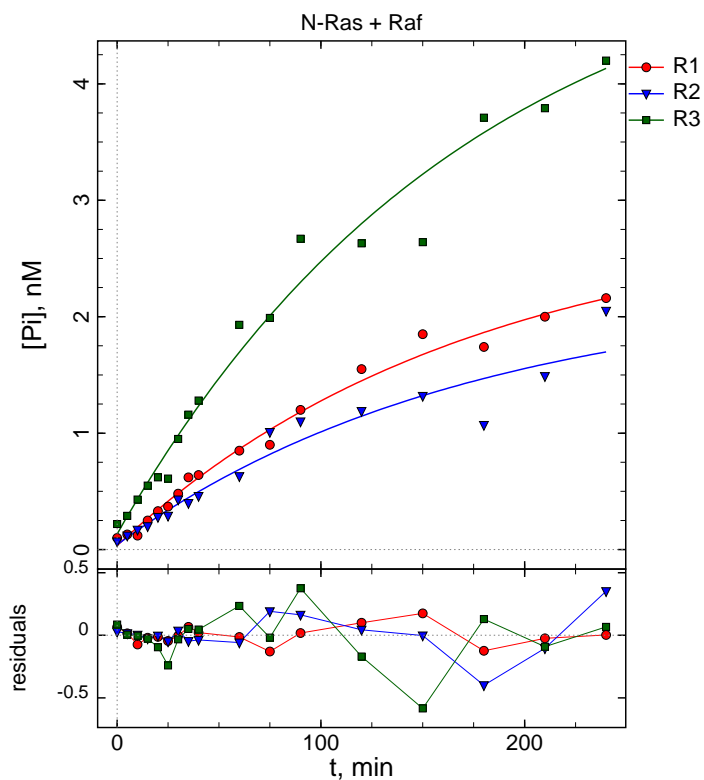 N-Ras + Raf
R1
R2
R3
[Pi], nM
4
3
2
1
0
residuals
0.5
0
-0.5
0
100
200
t, min